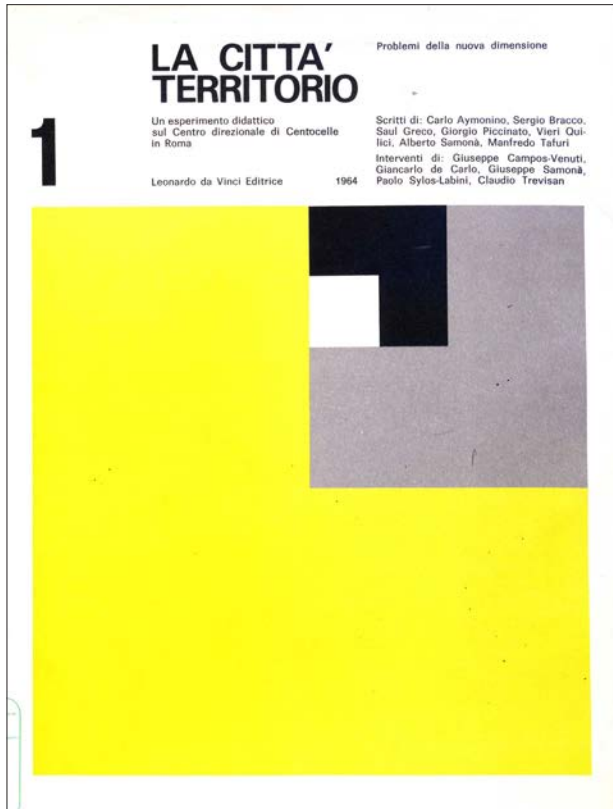 LA CITTA'
TERRITORIO
Problemi della nuova dimensione
1
Un esperimento didattico
sul Centro direzionale di Centocelle
in Roma
Leonardo da Vinci Editrice 1964
Scritti di: Carlo Aymonino, Sergio Bracco,
Saul Greco, Giorgio Piccinato, Vieri Qui-
lici, Alberto Samonà, Manfredo Tafuri
Interventi di: Giuseppe Campos-Venuti,
Giancarlo de Carlo, Giuseppe Samonà,
Paolo Sylos-Labini, Claudio Trevisan